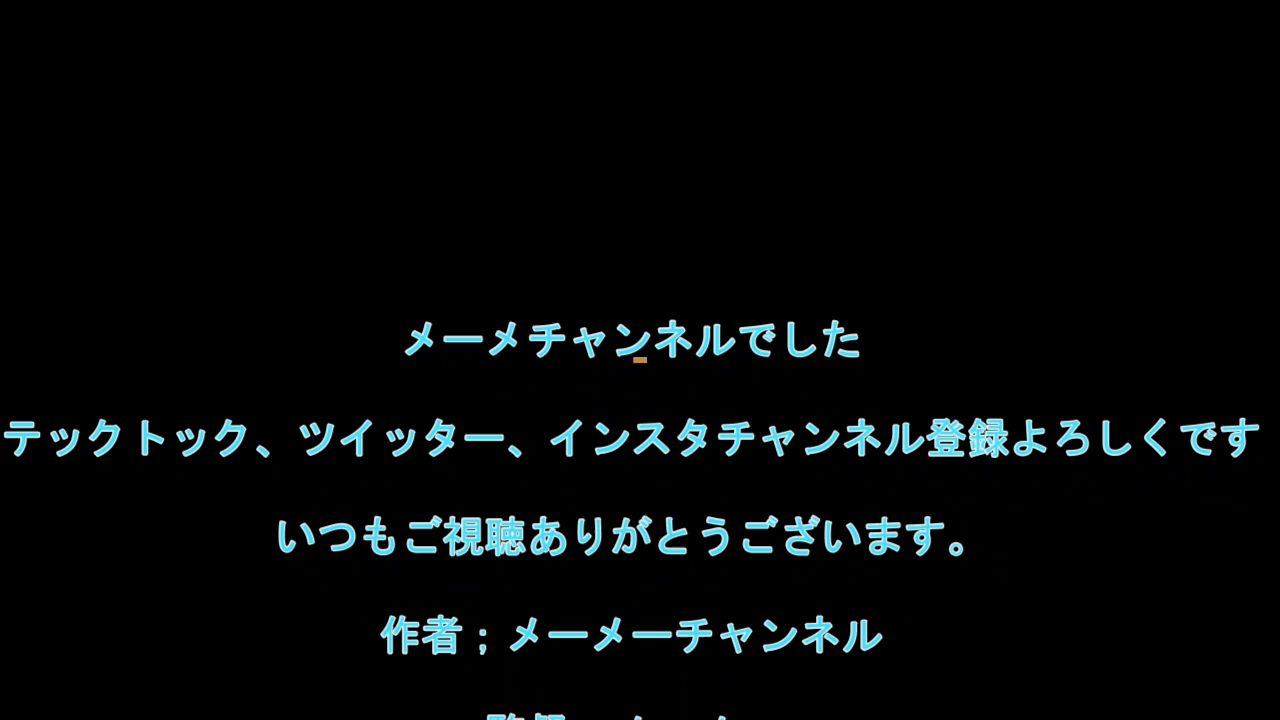 メーメチャンネルでした
テックトック、ツイッター、インスタチャンネル登録よろしくです
いつもご視聴ありがとうございます。
作者；メーメーチャンネル